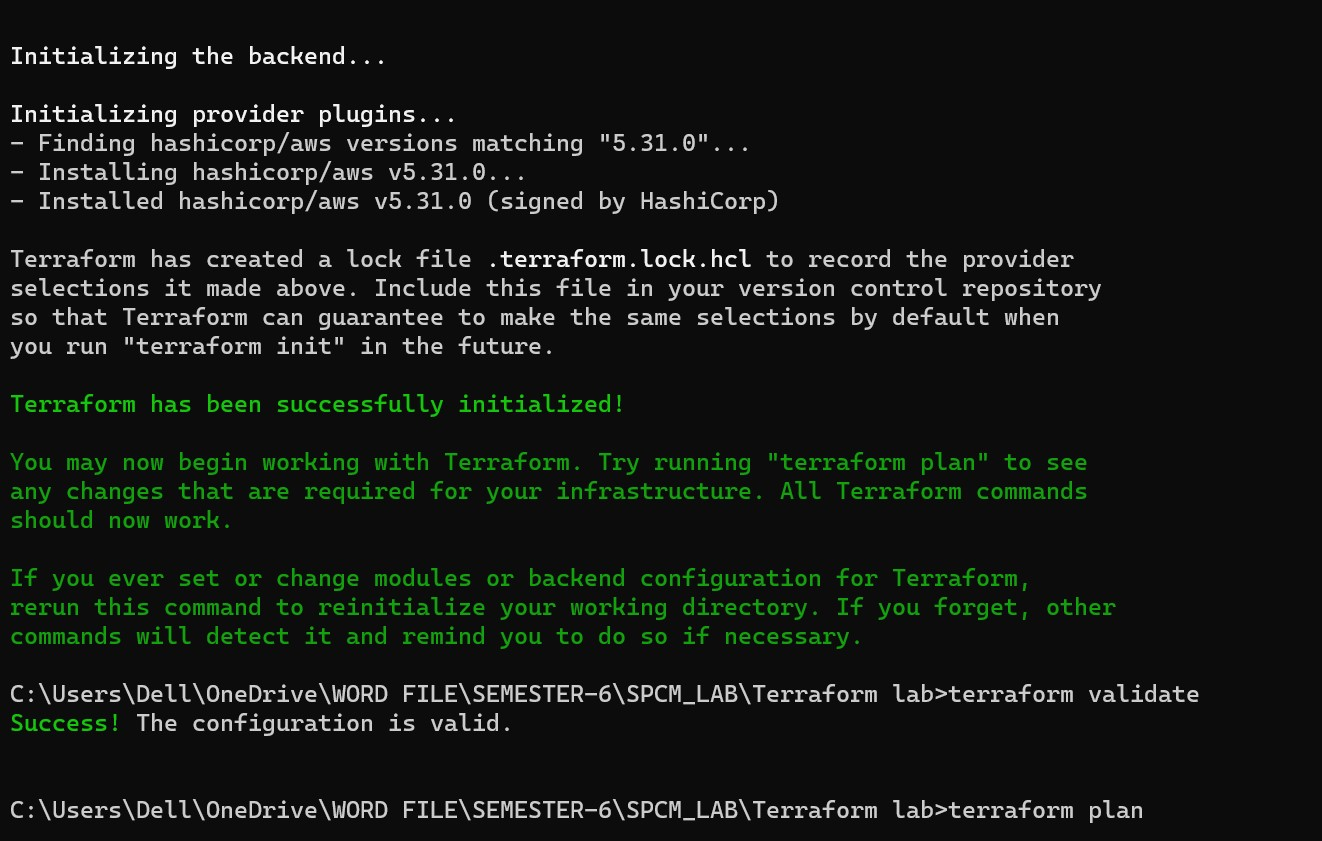 Initializing the backend...
Initializing provider plugins...
- Finding hashicorp/aws versions matching "5.31.0"...
- Installing hashicorp/aws v5.31.0...
- Installed hashicorp/aws v5.31.0 (signed by HashiCorp)
Terraform has created a lock file .terraform.lock.hcl to record the provider
selections it made above. Include this file in your version control repository
so that Terraform can guarantee to make the same selections by default when
you run "terraform init" in the future.
Terraform has been successfully initialized!
You may now begin working with Terraform. Try running "terraform plan" to see
any changes that are required for your infrastructure. All Terraform commands
should now work.
If you ever set or change modules or backend configuration for Terraform,
rerun this command to reinitialize your working directory. If you forget, other
commands will detect it and remind you to do so if necessary.
C:\Users\Dell\OneDrive\WORD FILE\SEMESTER-6\SPCM_LAB\Terraform lab>terraform validate
Success! The configuration is valid.
C:\Users\Dell\OneDrive\WORD FILE\SEMESTER-6\SPCM_LAB\Terraform lab>terraform plan